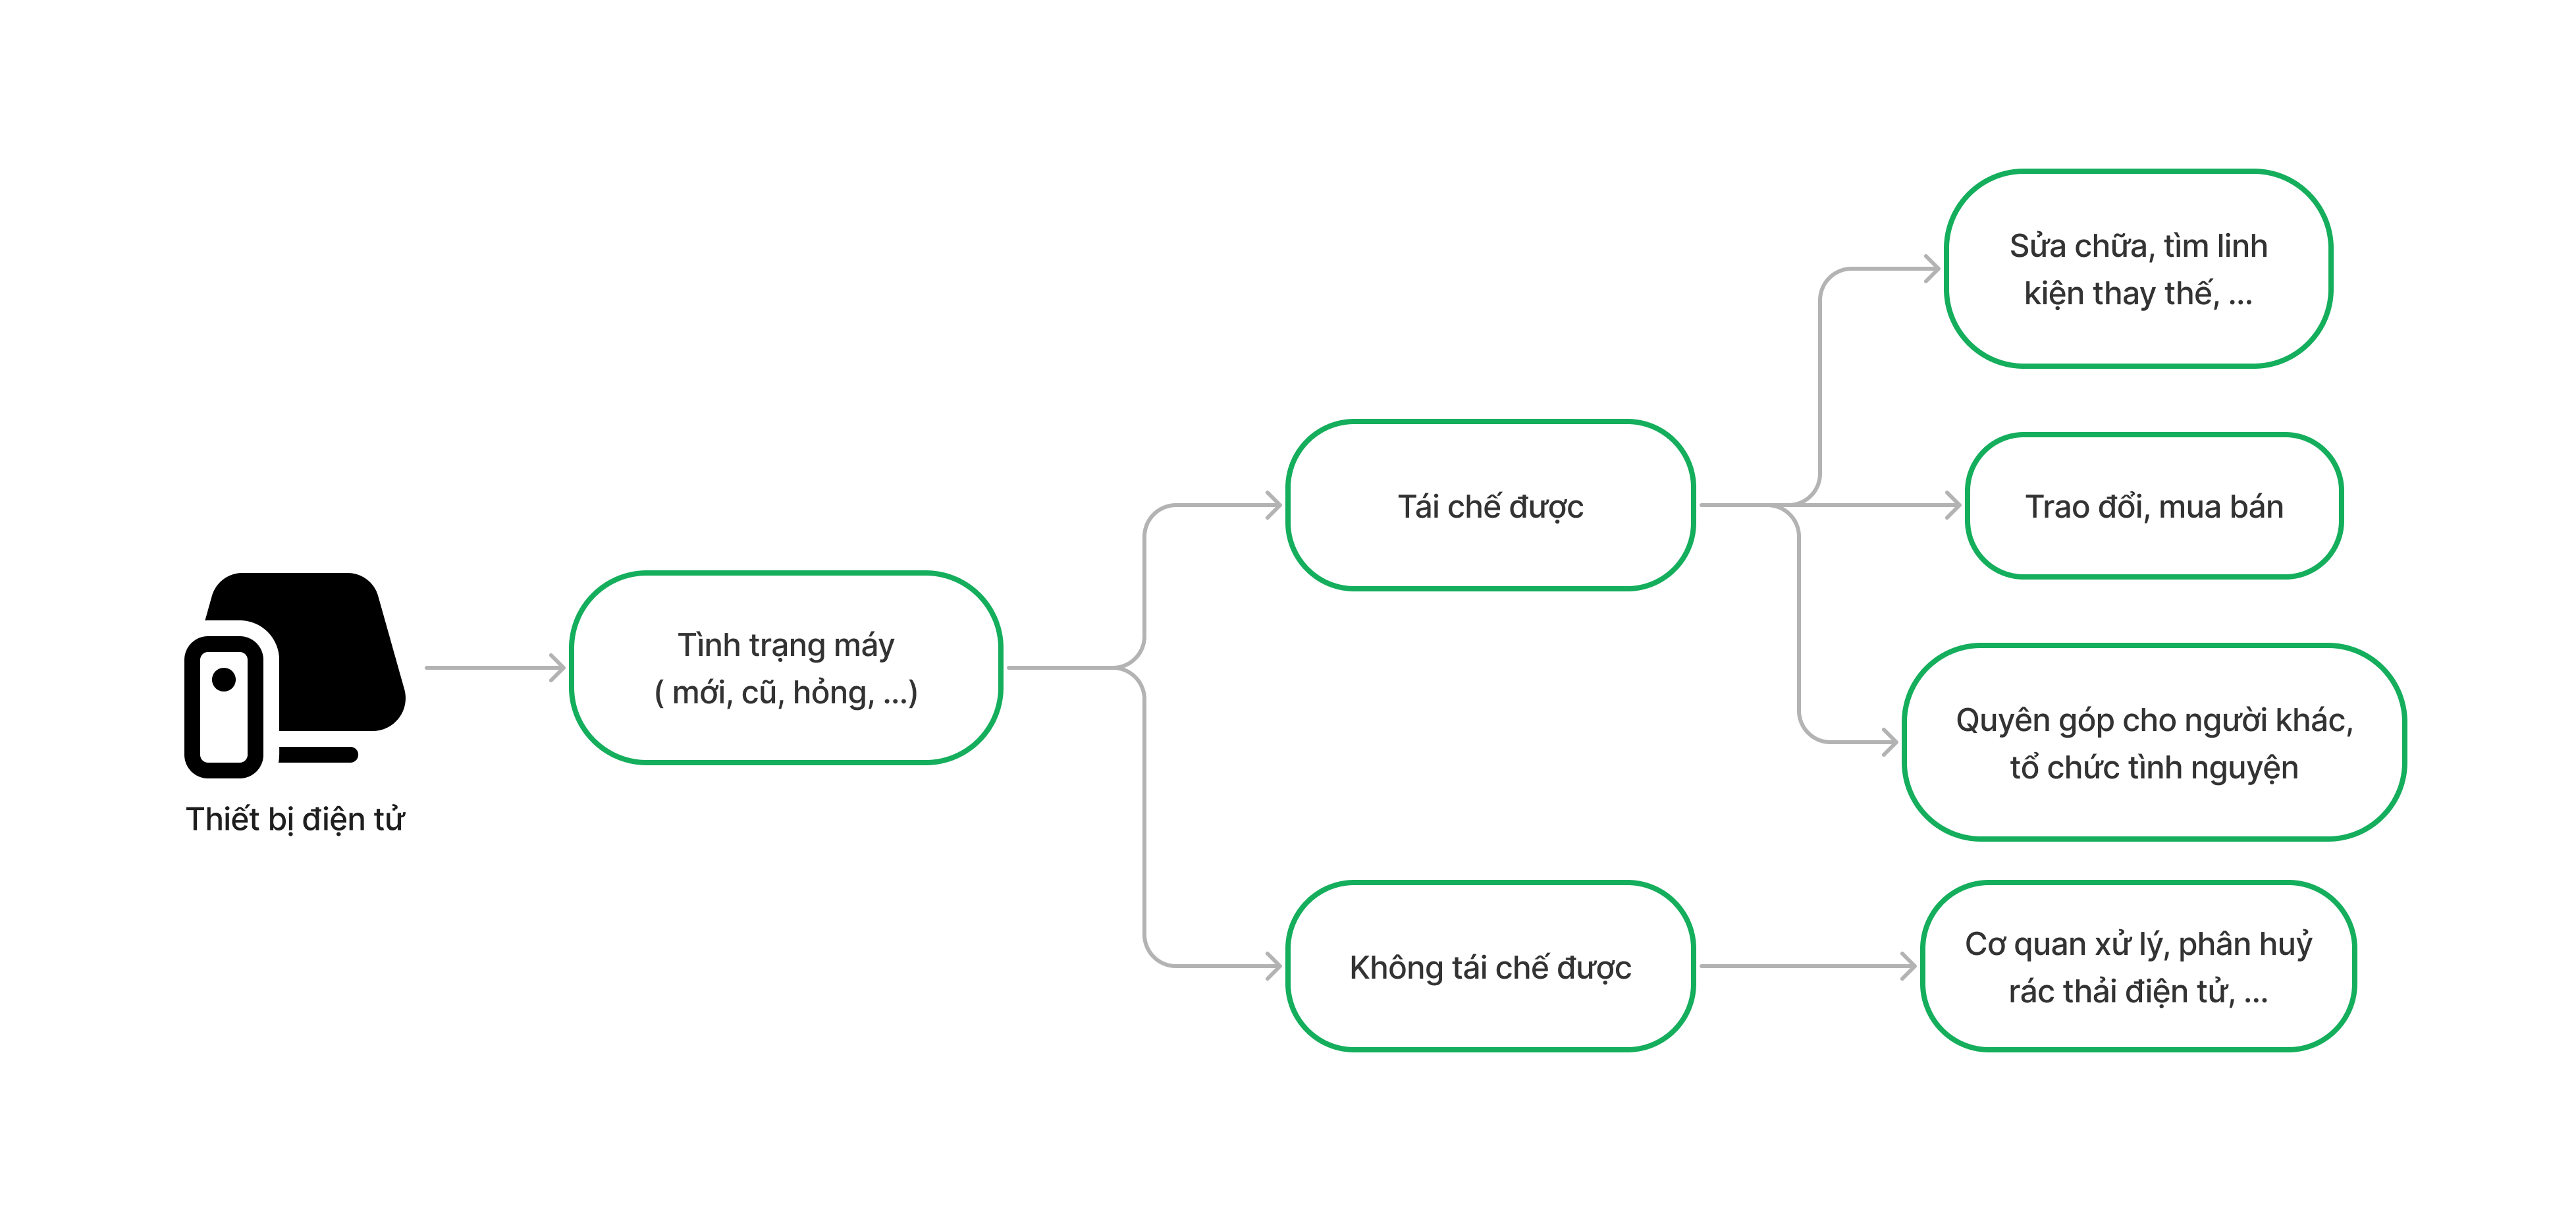 Thiết bị điện tử
Tình trạng máy
( mới, cũ, hỏng, ...)
Tái chế được
Không tái chế được
Sửa chữa, tìm linh
kiện thay thế, ...
Trao đổi, mua bán
Quyên góp cho người khác,
tổ chức tình nguyện
Cơ quan xử lý, phân huỷ
rác thải điện tử, ...